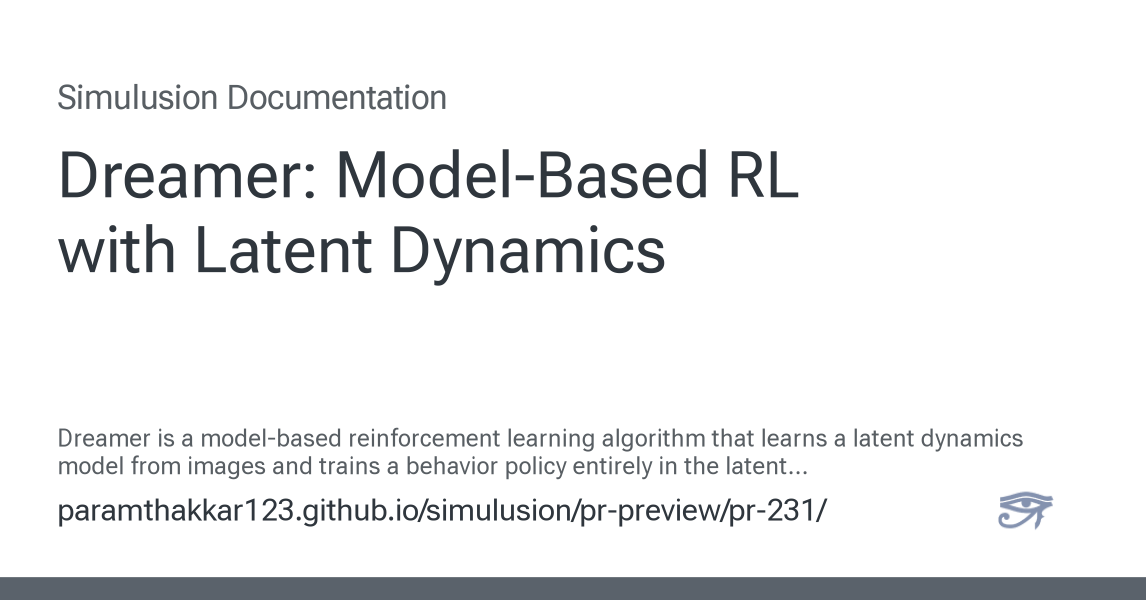 Simulusion Documentation
Dreamer: Model-Based RL
with Latent Dynamics
Dreamer is a model-based reinforcement learning algorithm that learns a latent dynamics
model from images and trains a behavior policy entirely in the latent...
paramthakkar123.github.io/simulusion/pr-preview/pr-231/